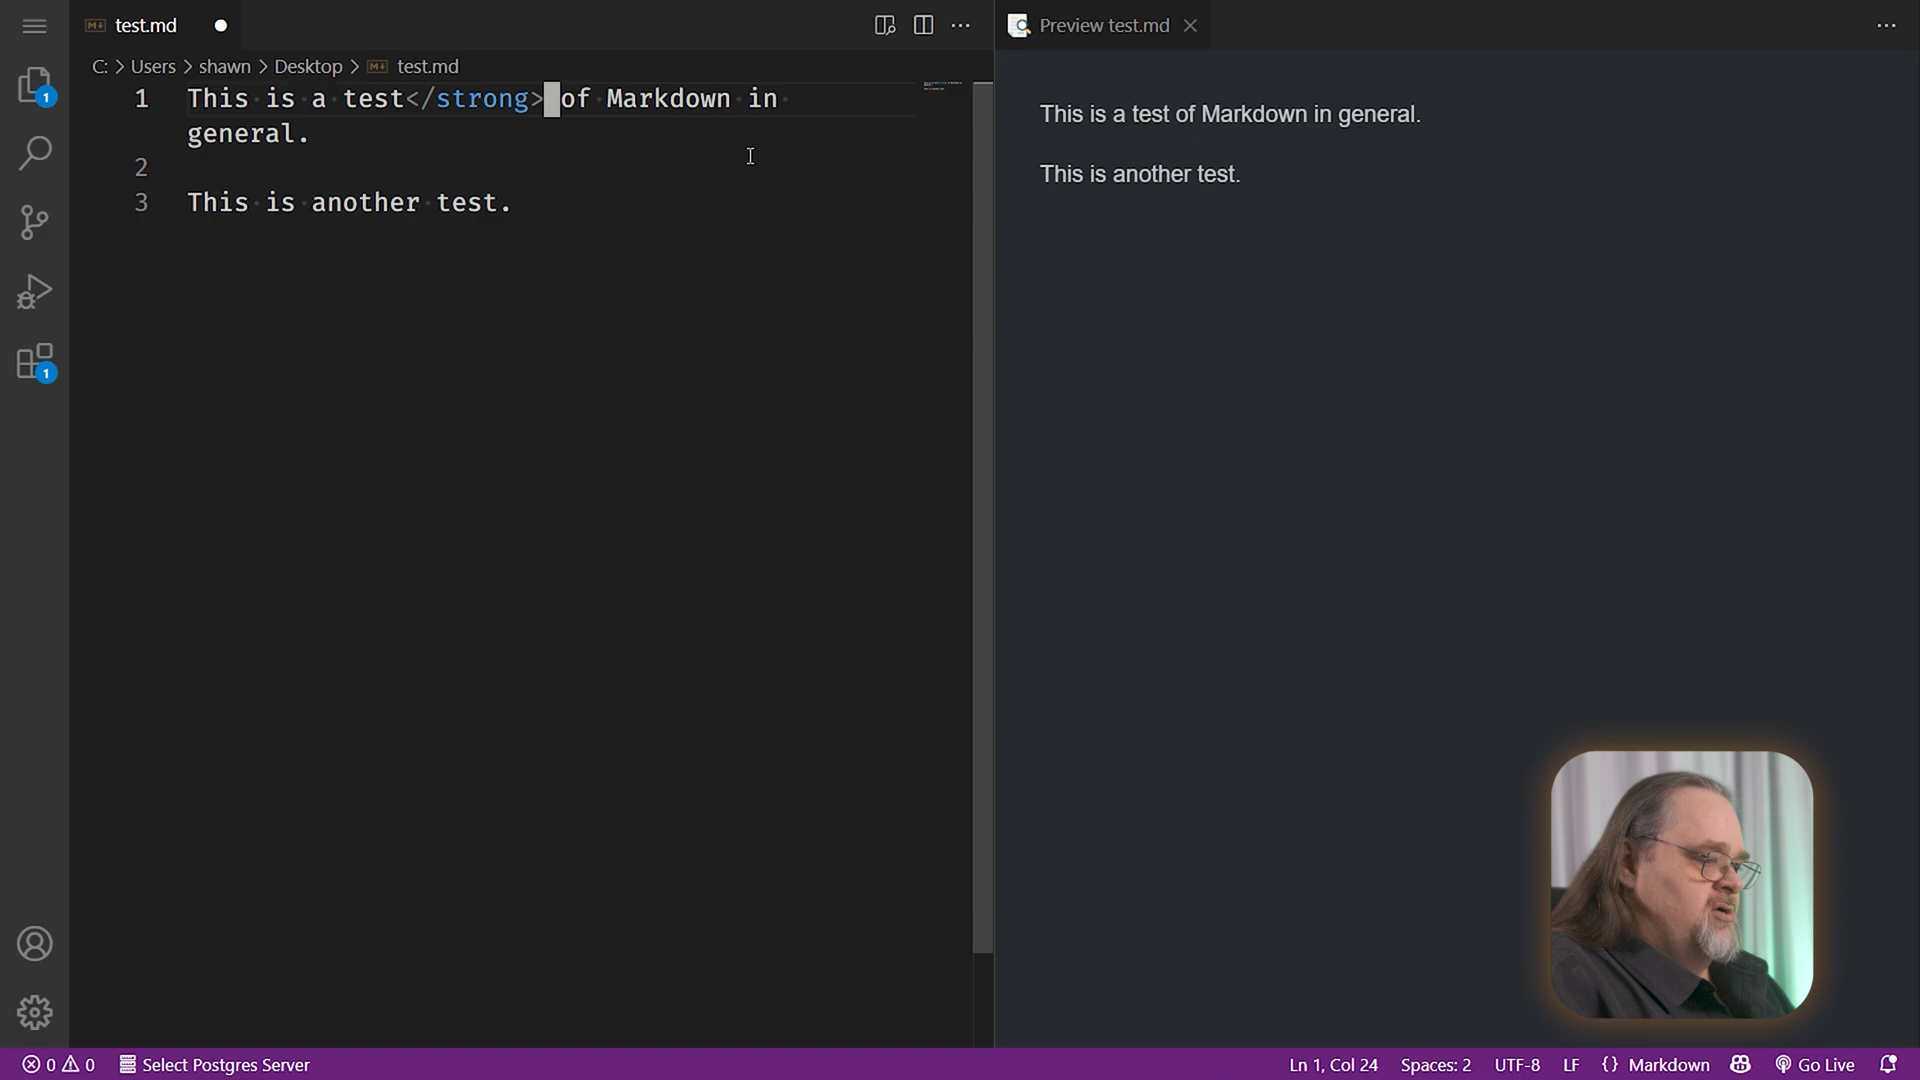 test.md
Preview test.md
C: > Users > shawn > Desktop > test.md
1 This is a test</strong> of Markdown in
general.
2
3 This is another test.
This is a test of Markdown in general.
This is another test.
1
1
0 0 Select Postgres Server
Ln 1, Col 24 Spaces: 2 UTF-8 LF {} Markdown Go Live